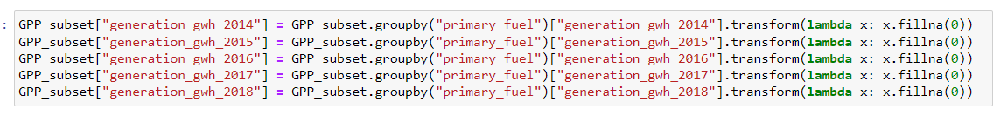 : GPP_subset["generation_gwh_2014"] = GPP_subset.groupby("primary_fuel")["generation_gwh_2014"].transform(lambda x: x.fillna(0))
GPP_subset["generation_gwh_2015"] = GPP_subset.groupby("primary_fuel")["generation_gwh_2015"].transform(lambda x: x.fillna(0))
GPP_subset["generation_gwh_2016"] = GPP_subset.groupby("primary_fuel")["generation_gwh_2016"].transform(lambda x: x.fillna(0))
GPP_subset["generation_gwh_2017"] = GPP_subset.groupby("primary_fuel")["generation_gwh_2017"].transform(lambda x: x.fillna(0))
GPP_subset["generation_gwh_2018"] = GPP_subset.groupby("primary_fuel")["generation_gwh_2018"].transform(lambda x: x.fillna(0))